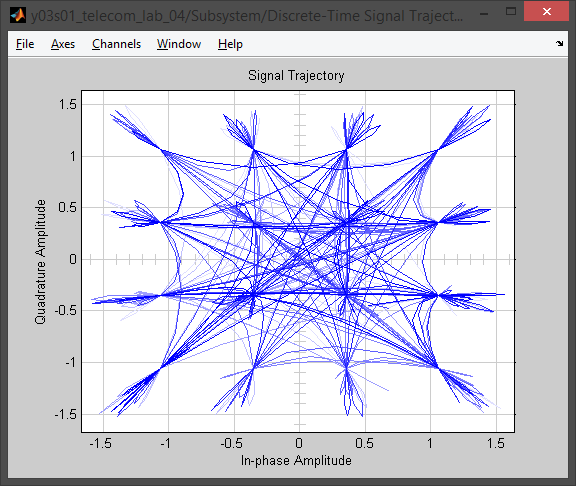 y03s01_telecom_lab_04/Subsystem/Discrete-Time Signal Traject...
File Axes Channels Window Help
Signal Trajectory
1.5
1
0.5
0
-0.5
-1
-1.5
Quadrature Amplitude
-1.5 -1 -0.5 0 0.5 1 1.5
In-phase Amplitude